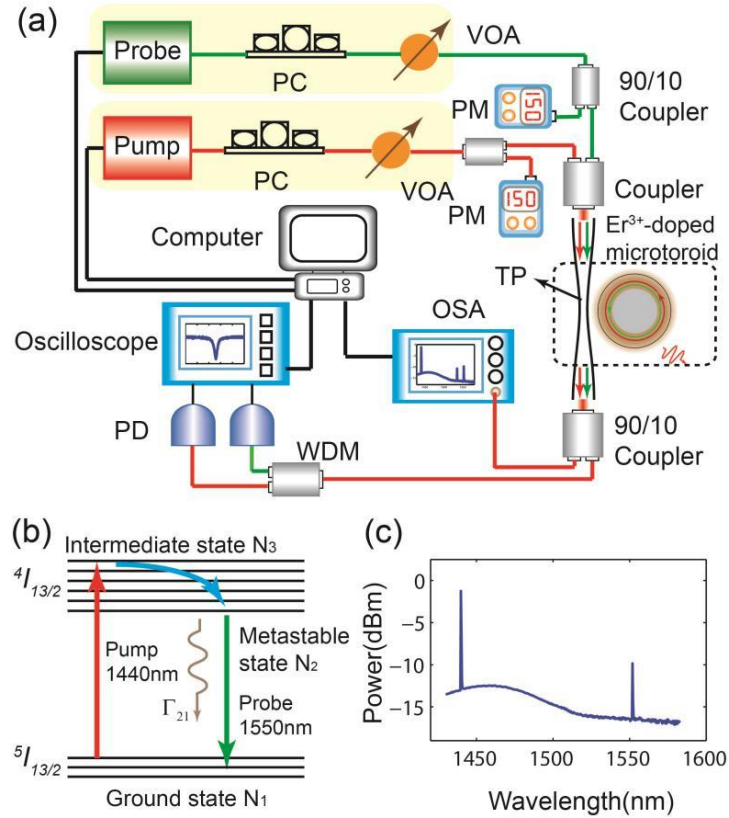 (a)
Probe
PC
VOA
90/10
Coupler
PM
150
Pump
PC
VOA
PM
150
Coupler
Er³⁺-doped
microtoroid
TP
Computer
Oscilloscope
OSA
PD
WDM
90/10
Coupler
(b)
Intermediate state N₃
⁴I₁₃/₂
Pump
1440nm
Γ₂₁
Metastable
state N₂
Probe
1550nm
⁵I₁₃/₂
Ground state N₁
(c)
Power(dBm)
0
−5
−10
−15
1450
1500
1550
1600
Wavelength(nm)